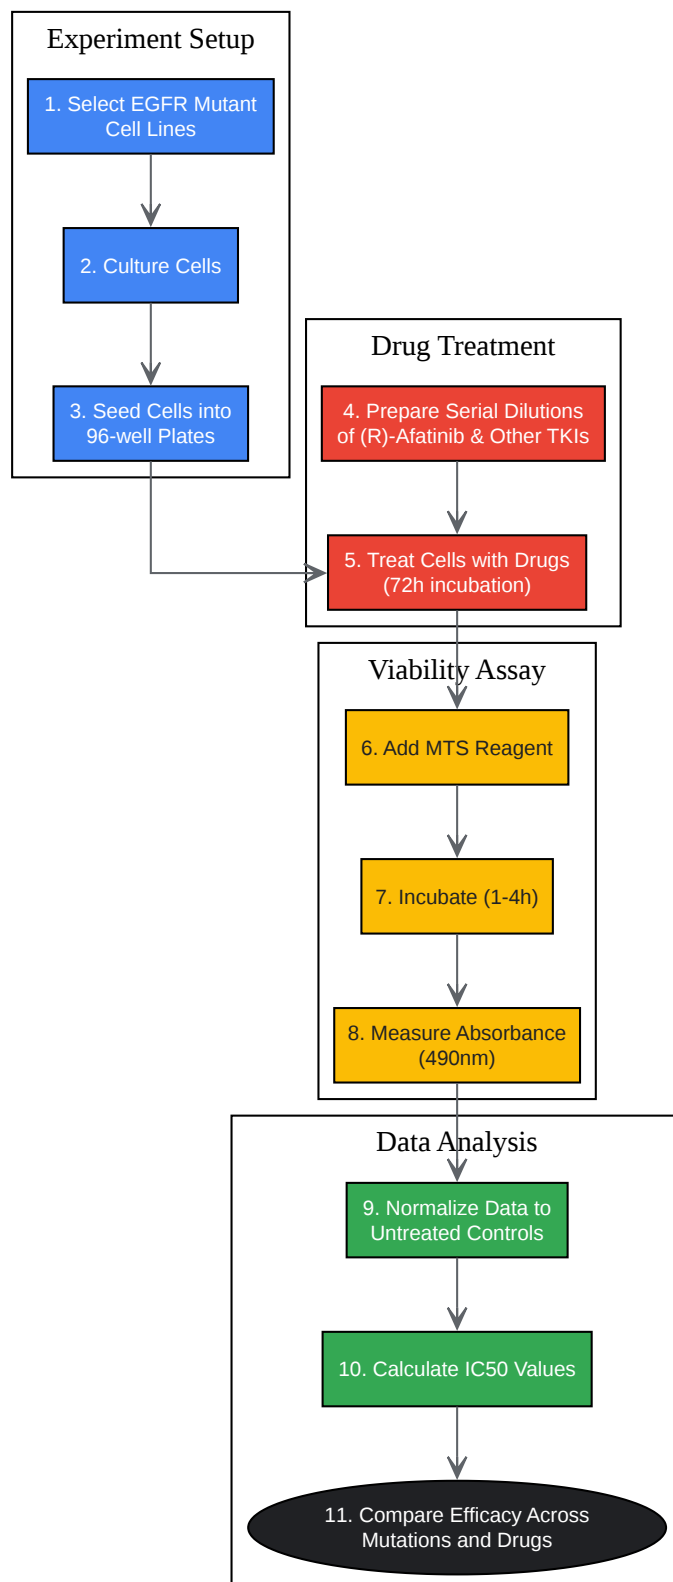 Experiment Setup
1. Select EGFR Mutant
Cell Lines
2. Culture Cells
3. Seed Cells into
96-well Plates
Drug Treatment
4. Prepare Serial Dilutions
of (R)-Afatinib & Other TKIs
5. Treat Cells with Drugs
(72h incubation)
Viability Assay
6. Add MTS Reagent
7. Incubate (1-4h)
8. Measure Absorbance
(490nm)
Data Analysis
9. Normalize Data to
Untreated Controls
10. Calculate IC50 Values
11. Compare Efficacy Across
Mutations and Drugs